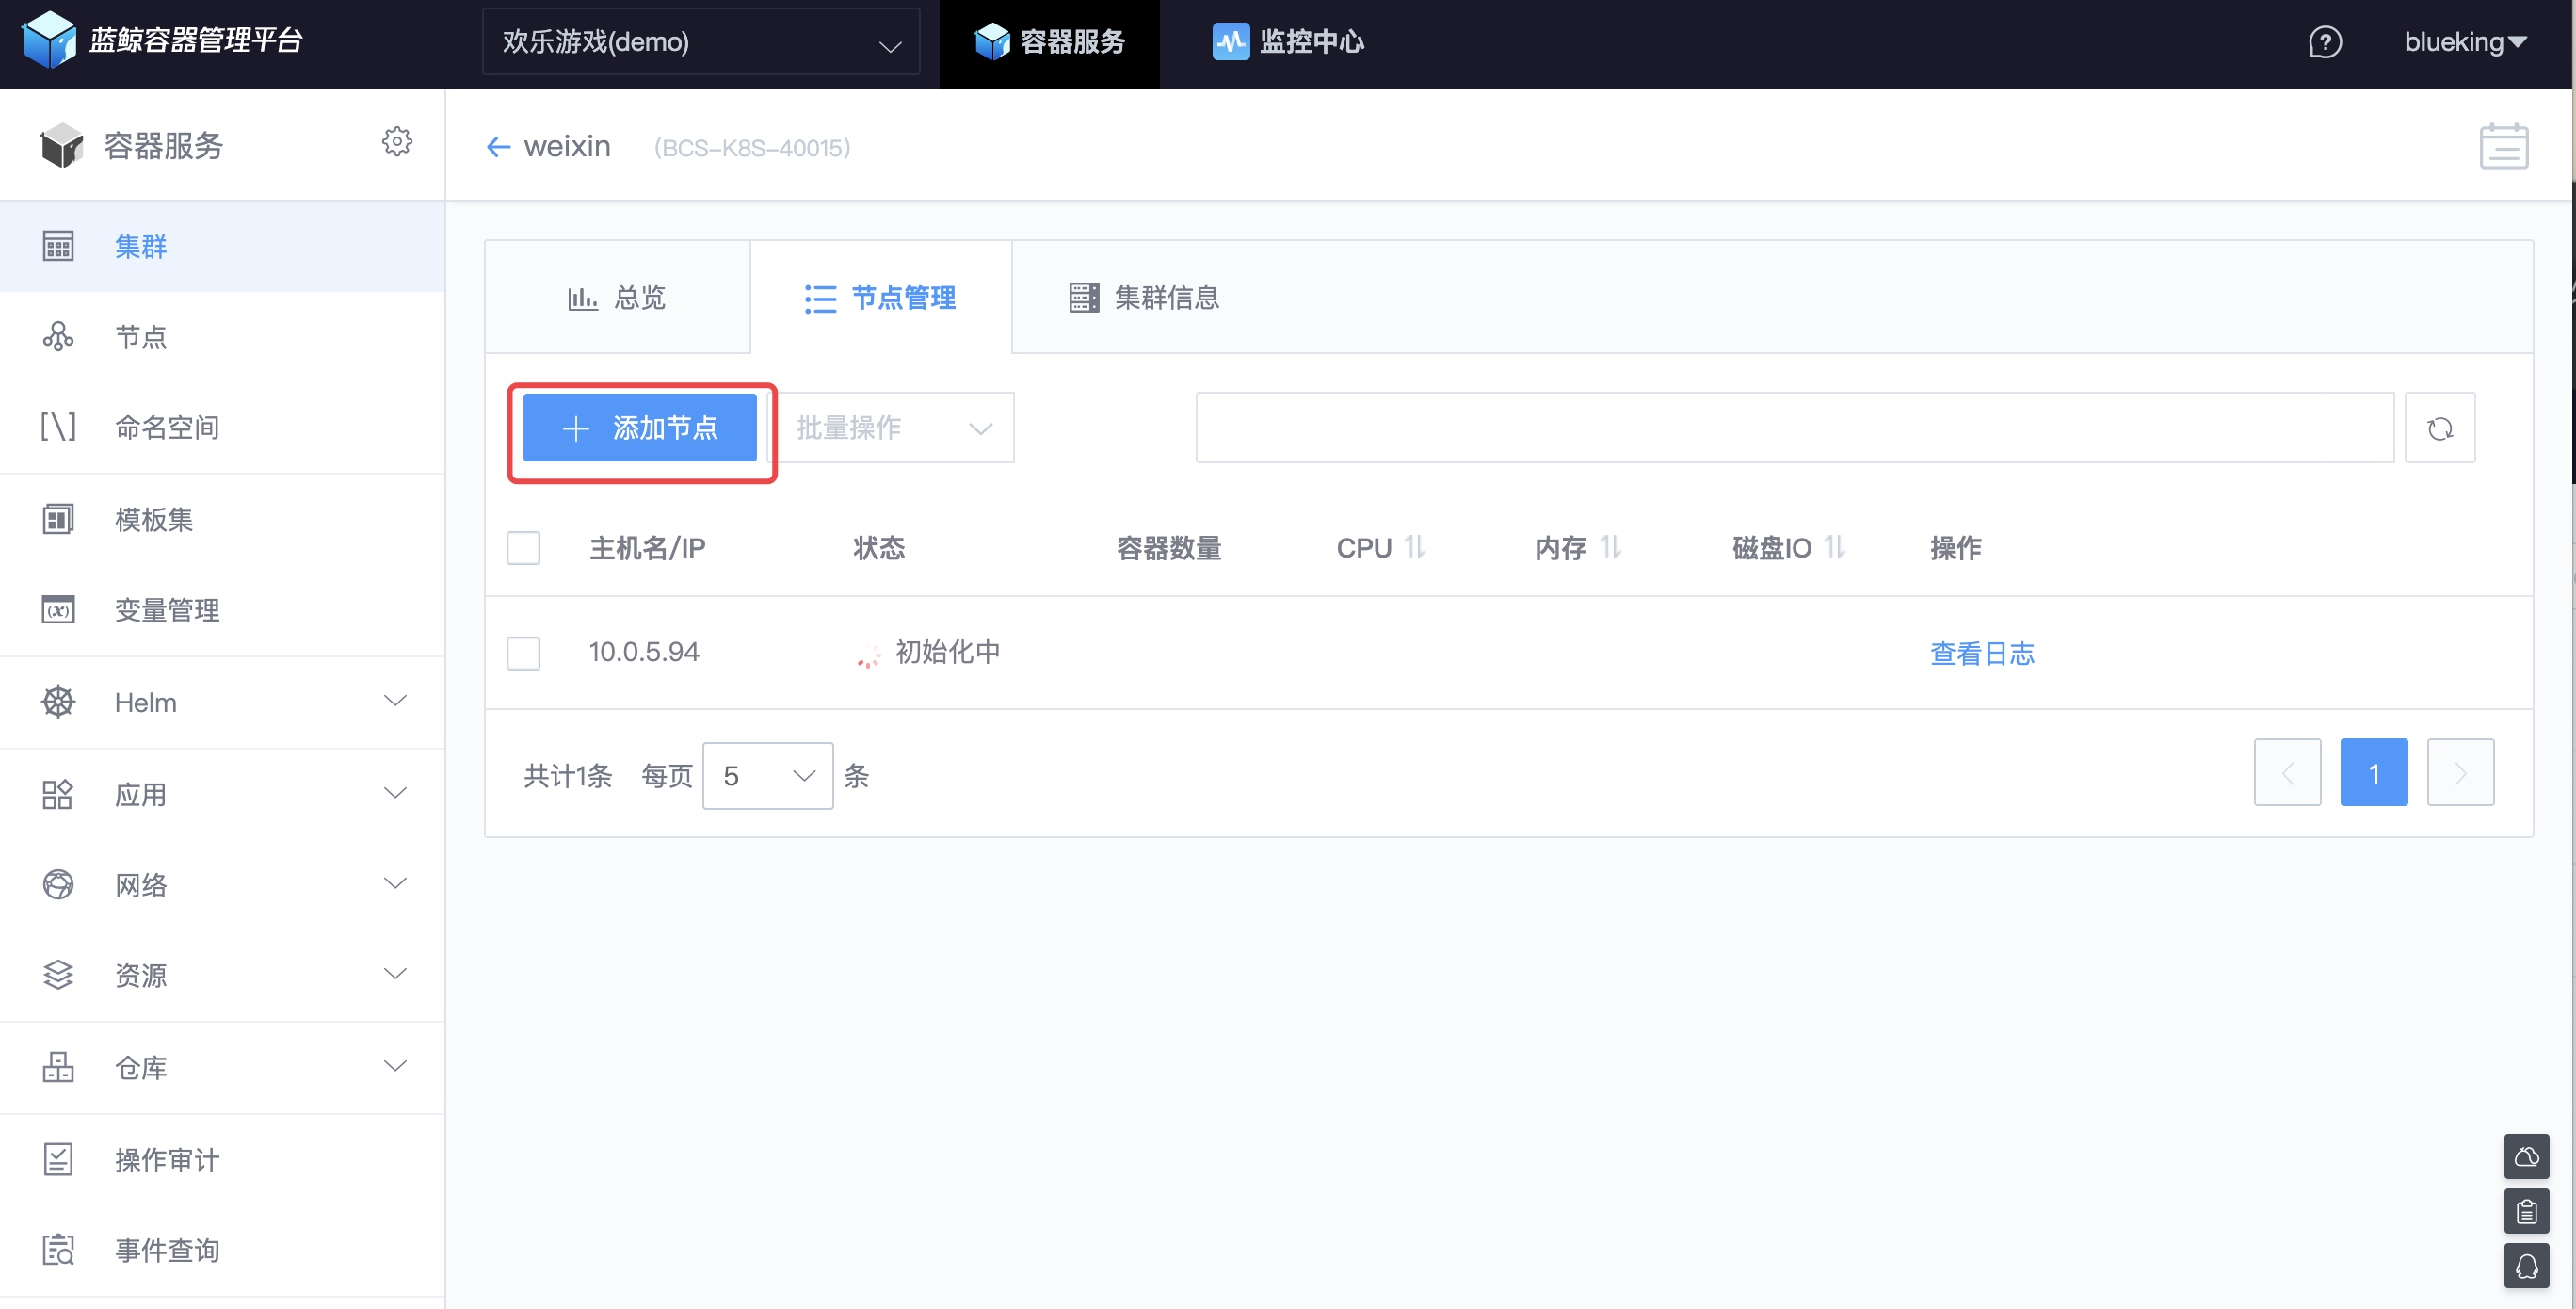 蓝鲸容器管理平台
欢乐游戏(demo)
容器服务
监控中心
blueking
容器服务
weixin (BCS-K8S-40015)
集群
节点
命名空间
模板集
变量管理
Helm
应用
网络
资源
仓库
操作审计
事件查询
总览
节点管理
集群信息
添加节点
批量操作
主机名/IP 状态 容器数量 CPU 内存 磁盘IO 操作
10.0.5.94 初始化中 查看日志
共计1条 每页 5 条
1